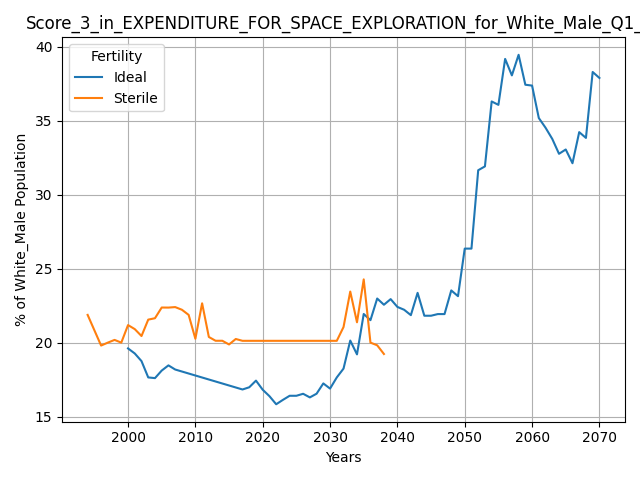 Score_3_in_EXPENDITURE_FOR_SPACE_EXPLORATION_for_White_Male_Q1_
Fertility
Ideal
Sterile
% of White_Male Population
40
35
30
25
20
15
2000 2010 2020 2030 2040 2050 2060 2070
Years